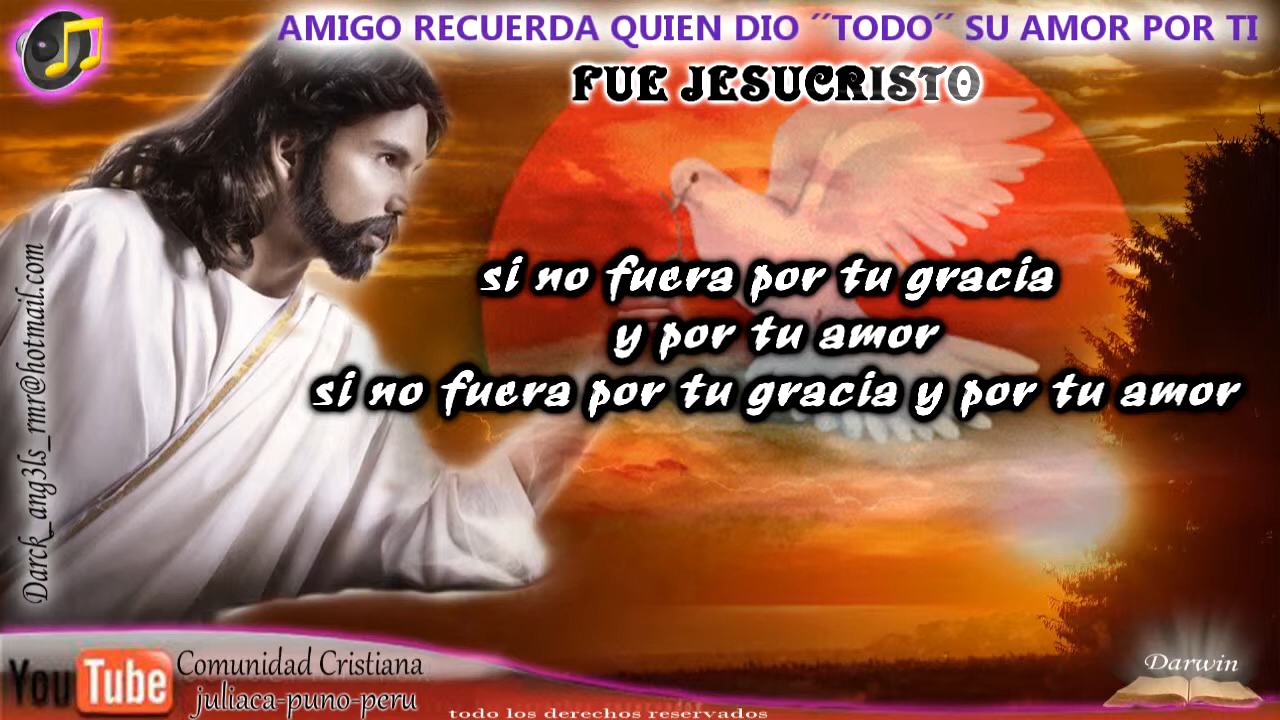 AMIGO RECUERDA QUIEN DIO ´´TODO´´ SU AMOR POR TI
FUE JESUCRISTO
si no fuera por tu gracia
y por tu amor
si no fuera por tu gracia y por tu amor
Darck_ang3ls_rmr@hotmail.com
YouTube
Comunidad Cristiana
juliaca-puno-peru
todo los derechos reservados
Darwin